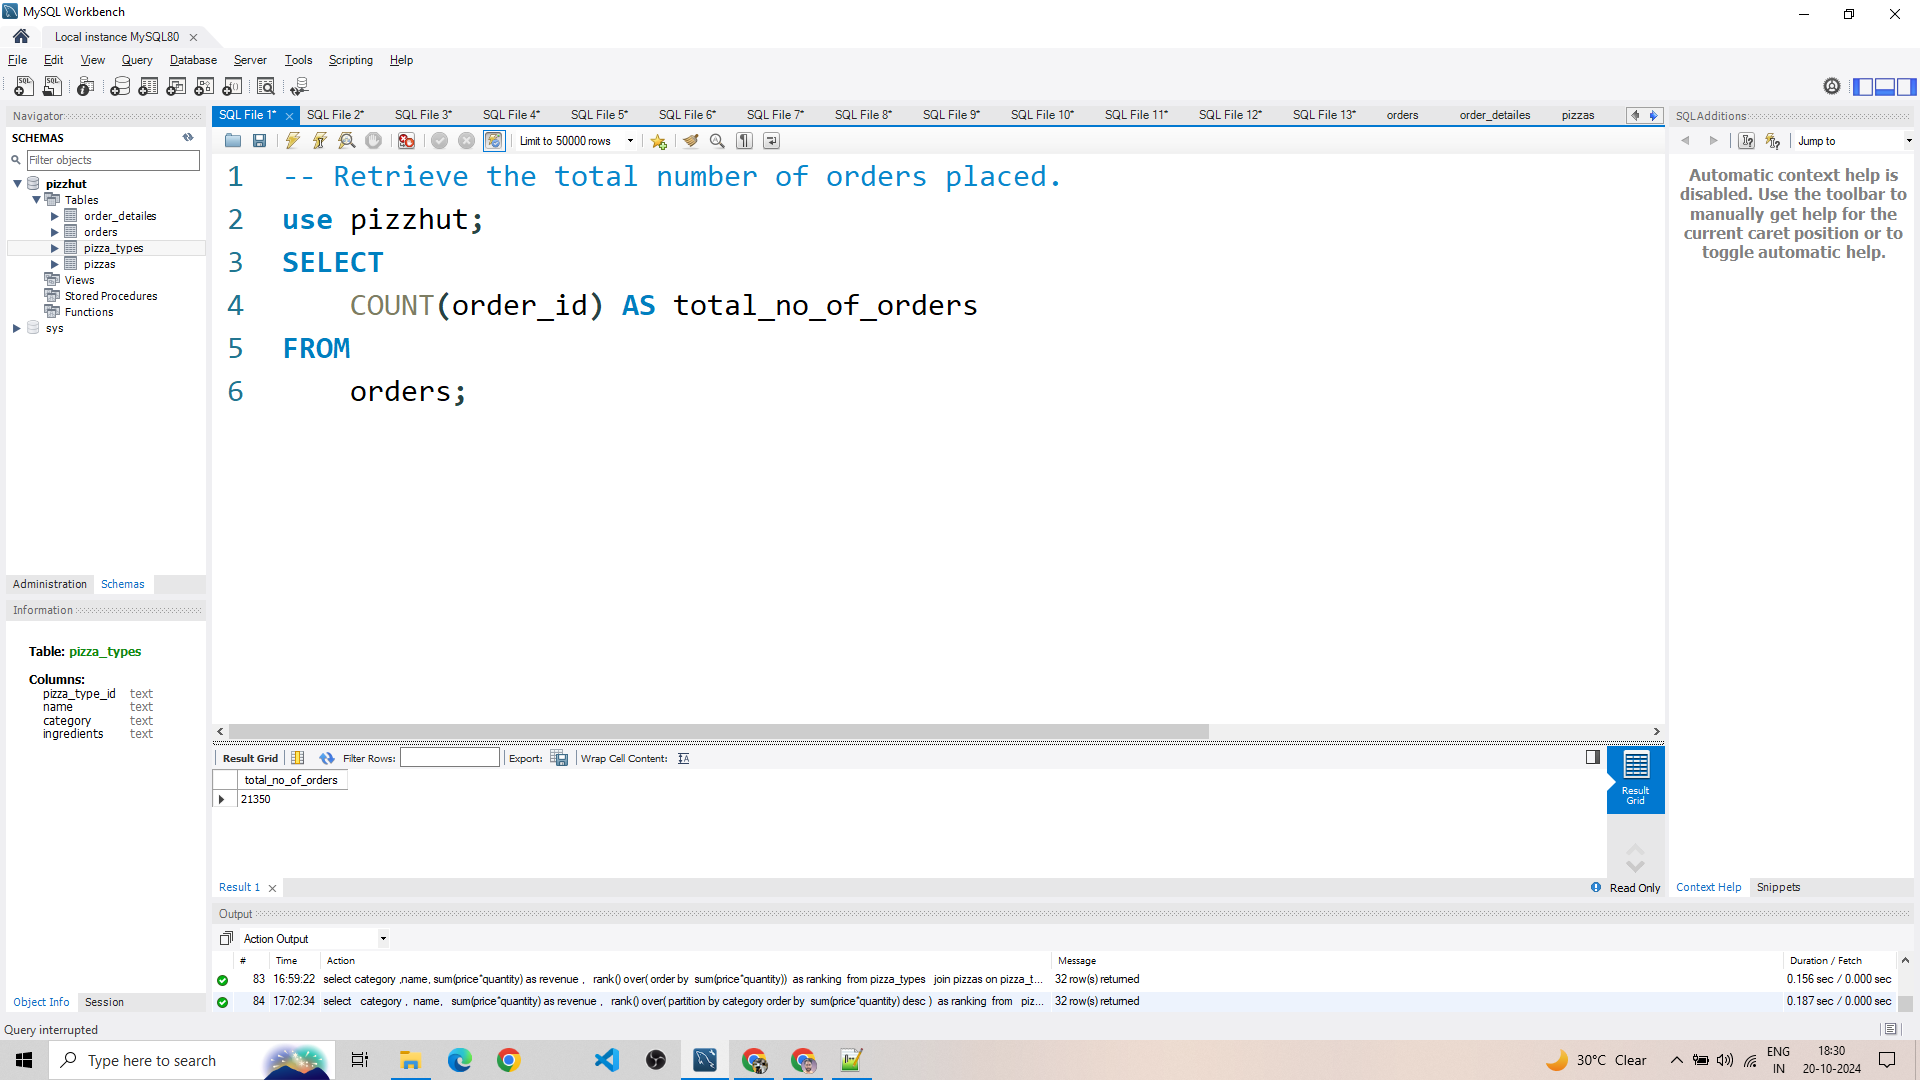 MySQL Workbench
Local instance MySQL80
File Edit View Query Database Server Tools Scripting Help
Navigator
SCHEMAS
Filter objects
pizzhut
Tables
order_detailes
orders
pizza_types
pizzas
Views
Stored Procedures
Functions
sys
Administration Schemas
Information
Table: pizza_types
Columns:
pizza_type_id text
name text
category text
ingredients text
Object Info Session
SQL File 1* SQL File 2* SQL File 3* SQL File 4* SQL File 5* SQL File 6* SQL File 7* SQL File 8* SQL File 9* SQL File 10* SQL File 11* SQL File 12* SQL File 13* orders order_detailes pizzas
Limit to 50000 rows
1 -- Retrieve the total number of orders placed.
2 use pizzhut;
3 SELECT
4 COUNT(order_id) AS total_no_of_orders
5 FROM
6 orders;
Result Grid Filter Rows: Export: Wrap Cell Content:
total_no_of_orders
21350
Result Grid
Result 1
Read Only
SQLAdditions
Jump to
Automatic context help is
disabled. Use the toolbar to
manually get help for the
current caret position or to
toggle automatic help.
Context Help Snippets
Output
Action Output
# Time Action Message Duration / Fetch
83 16:59:22 select category ,name, sum(price*quantity) as revenue , rank() over( order by sum(price*quantity)) as ranking from pizza_types join pizzas on pizza_t... 32 row(s) returned 0.156 sec / 0.000 sec
84 17:02:34 select category , name, sum(price*quantity) as revenue , rank() over( partition by category order by sum(price*quantity) desc ) as ranking from piz... 32 row(s) returned 0.187 sec / 0.000 sec
Query interrupted
Type here to search
30°C Clear
ENG
IN
18:30
20-10-2024